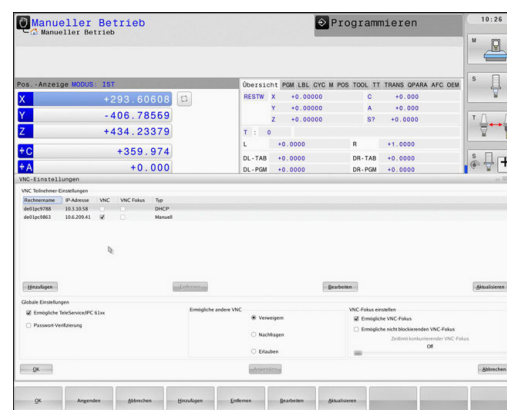 Manueller Betrieb
Manueller Betrieb
Programmieren
10:26
Pos.-Anzeige MODUS: IST
X +293.60608
Y -406.78569
Z +434.23379
+C +359.974
+A +0.000
Übersicht PGM LBL CYC M POS TOOL TT TRANS QPARA AFC OEM
RESTW X +0.00000 C +0.000
Y +0.00000 A +0.000
Z +0.00000 S? +0.000
T : 0
L +0.0000 R +1.0000
DL-TAB +0.0000 DR-TAB +0.0000
DL-PGM +0.0000 DR-PGM +0.0000
M
S
T
S
VNC-Einstellungen
VNC Teilnehmer-Einstellungen
Rechnername IP-Adresse VNC VNC Fokus Typ
de01pc9788 10.3.10.58 DHCP
de01pc9863 10.6.209.41 Manuell
Hinzufügen Bearbeiten Aktualisieren
Globale Einstellungen
Ermögliche TeleService/IPC 61xx
Passwort-Verifizierung
Ermögliche andere VNC
Verweigern
Nachfragen
Erlauben
VNC-Fokus einstellen
Ermögliche VNC-Fokus
Ermögliche nicht blockierenden VNC-Fokus
Zeitlimit konkurrierender VNC-Fokus
Off
OK Abbrechen
OK Anwenden Abbrechen Hinzufügen Entfernen Bearbeiten Aktualisieren